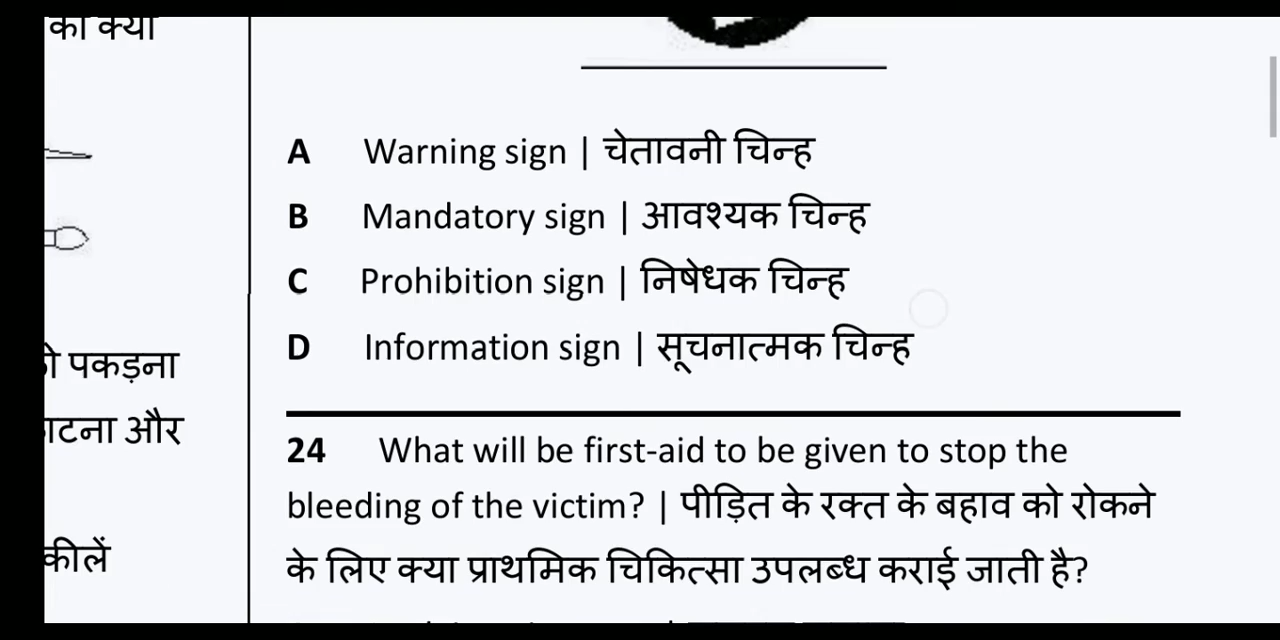 का क्या
A Warning sign | चेतावनी चिन्ह
B Mandatory sign | आवश्यक चिन्ह
C Prohibition sign | निषेधक चिन्ह
D Information sign | सूचनात्मक चिन्ह
पकड़ना
और
कीलें
24 What will be first-aid to be given to stop the
bleeding of the victim? | पीड़ित के रक्त के बहाव को रोकने
के लिए क्या प्राथमिक चिकित्सा उपलब्ध कराई जाती है?